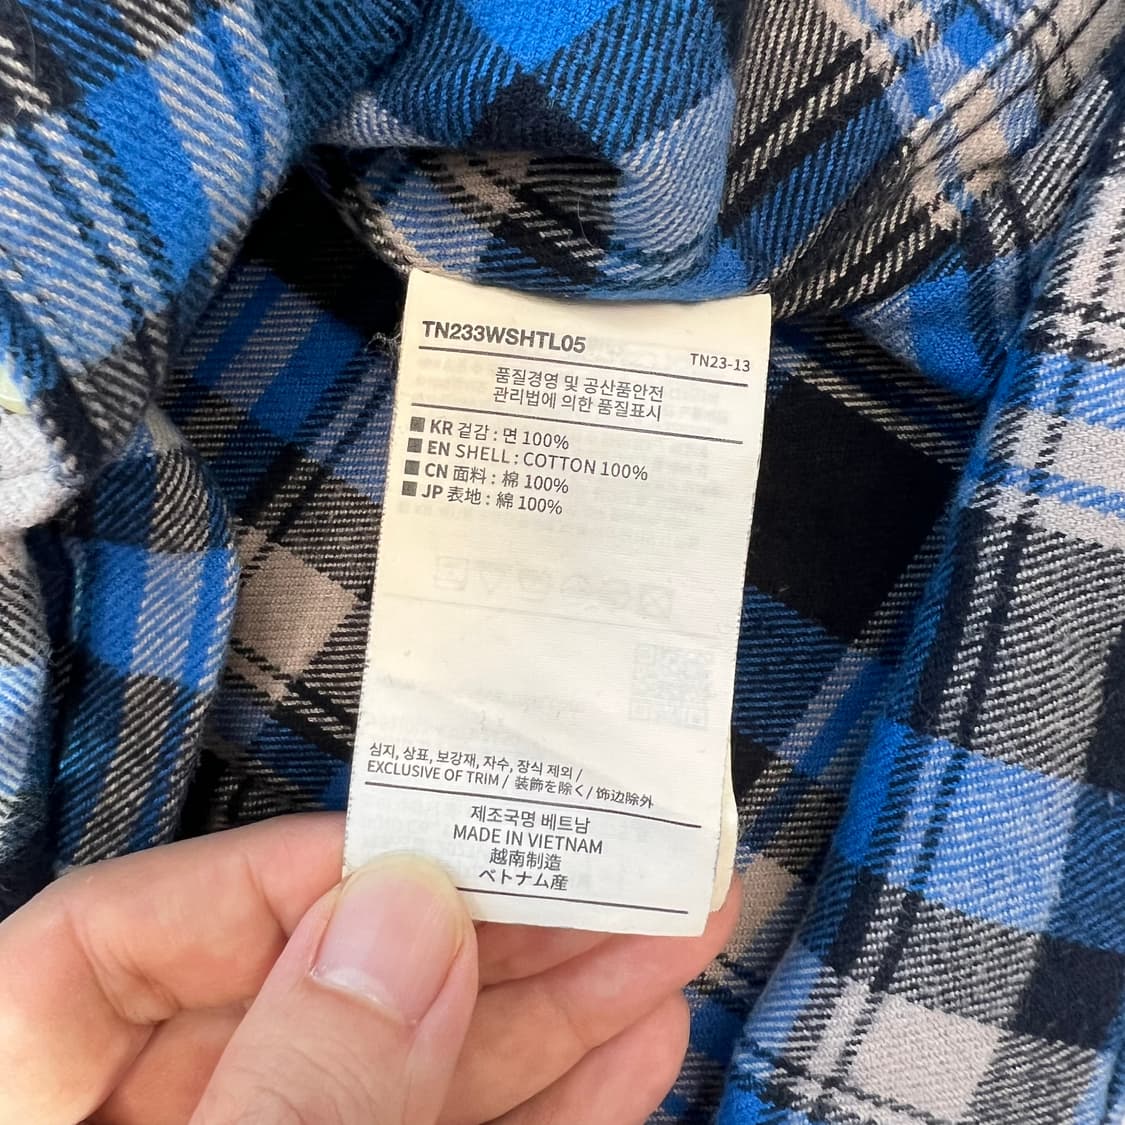 TN233WSHTL05
TN23-13
품질경영 및 공산품안전
관리법에 의한 품질표시
KR 겉감 : 면 100%
EN SHELL : COTTON 100%
CN 面料 : 棉 100%
JP 表地 : 綿 100%
심지, 상표, 보강재, 자수, 장식 제외 /
EXCLUSIVE OF TRIM / 装飾を除く / 饰边除外
제조국명 베트남
MADE IN VIETNAM
越南制造
ベトナム産